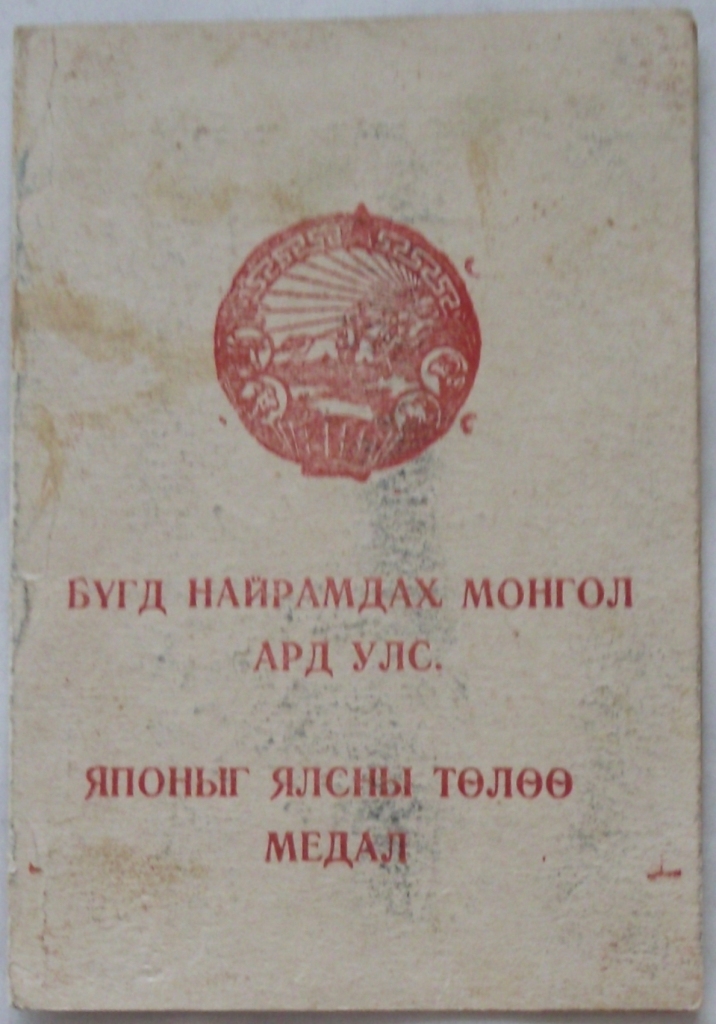 БҮГД НАЙРАМДАХ МОНГОЛ
АРД УЛС.
ЯПОНЫГ ЯЛСНЫ ТӨЛӨӨ
МЕДАЛ